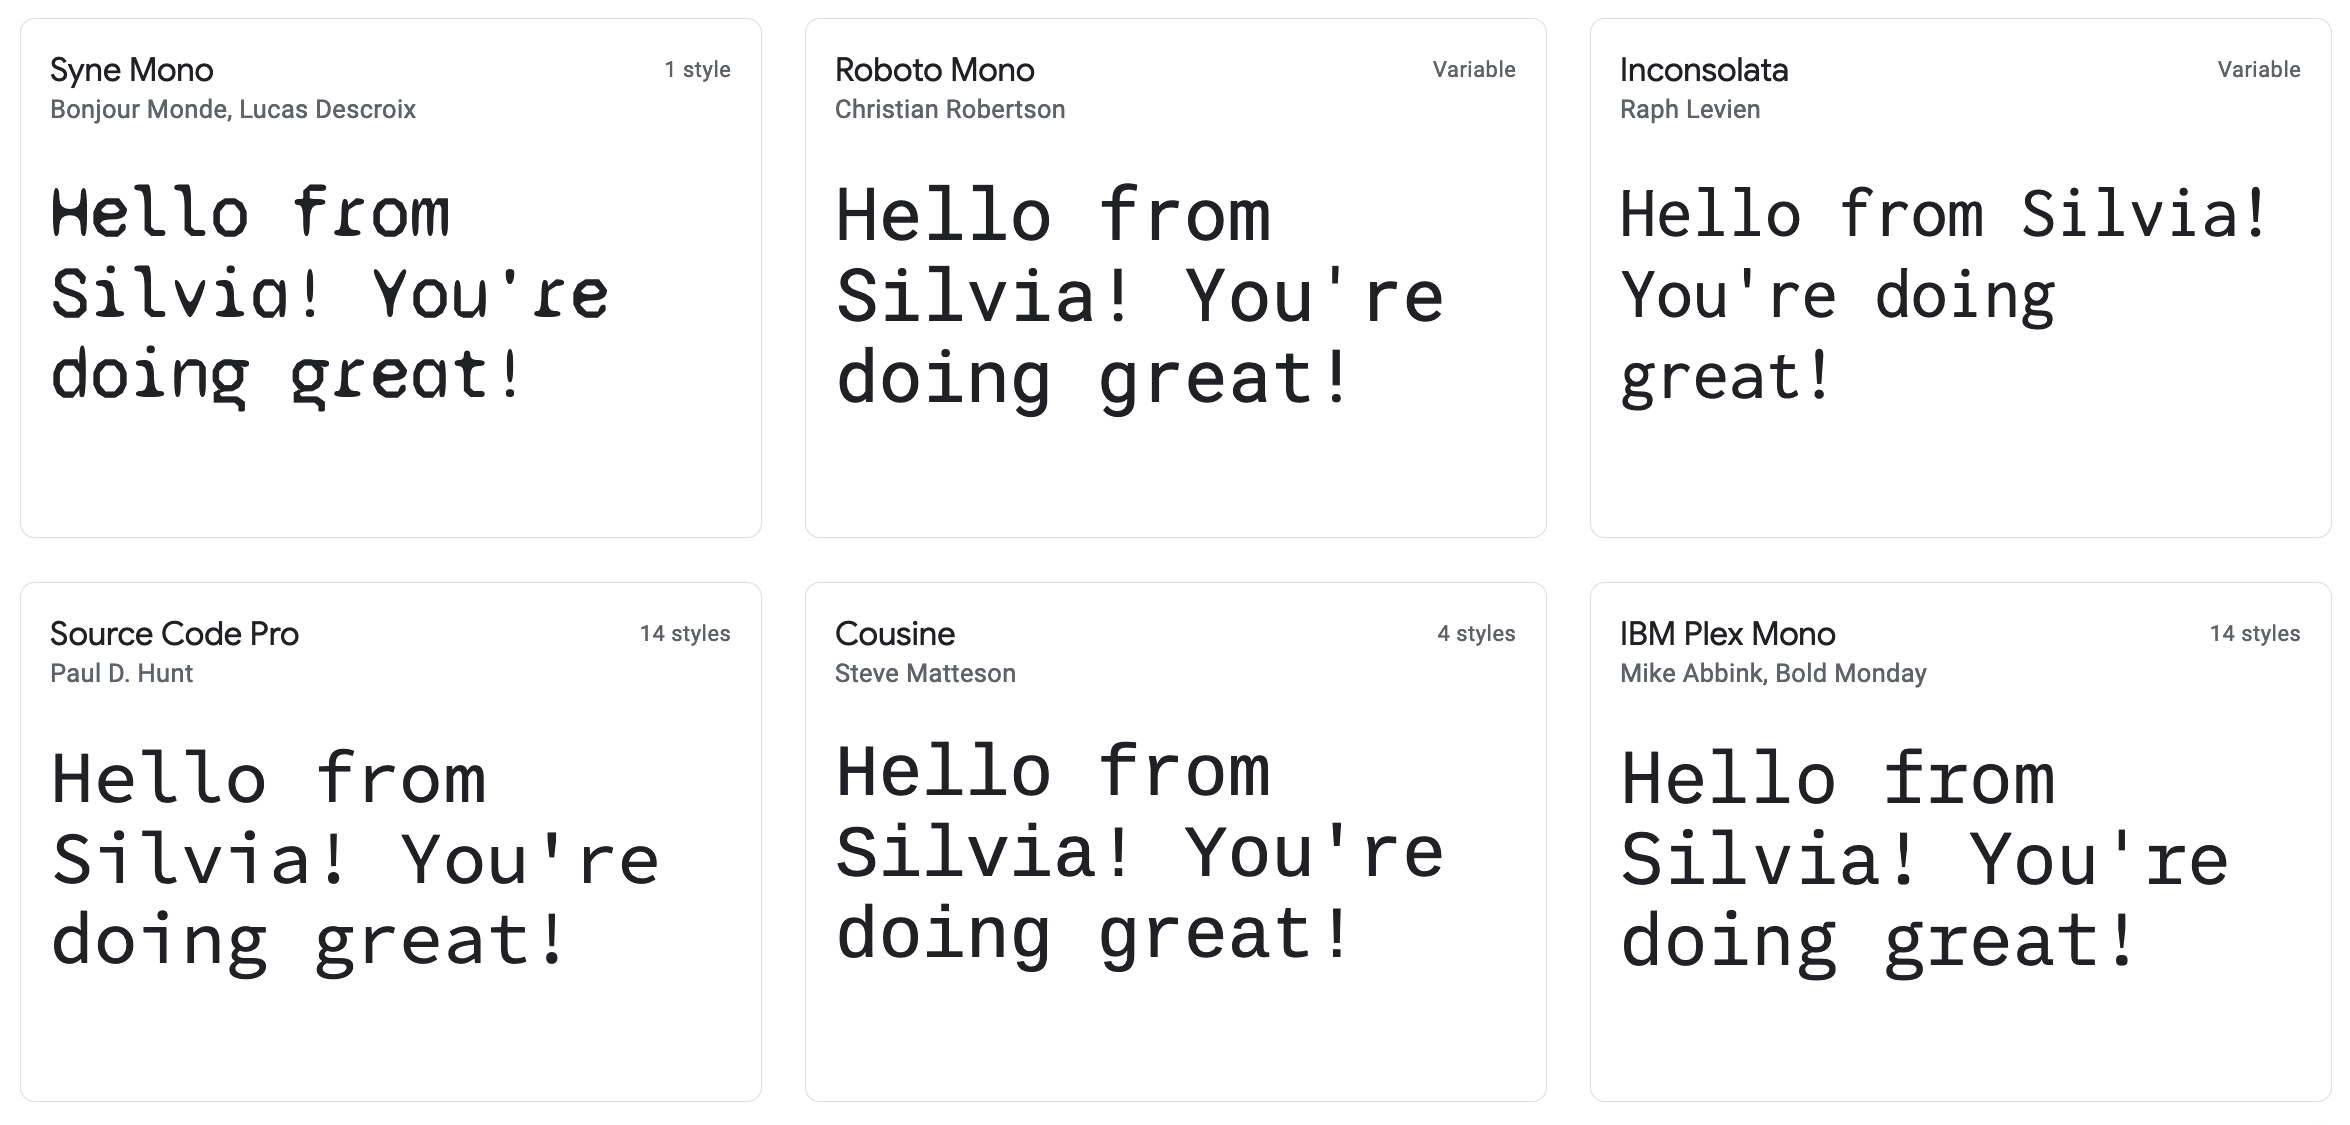 Syne Mono
1 style
Bonjour Monde, Lucas Descroix
Hello from
Silvia! You're
doing great!
Roboto Mono
Variable
Christian Robertson
Hello from
Silvia! You're
doing great!
Inconsolata
Variable
Raph Levien
Hello from Silvia!
You're doing
great!
Source Code Pro
14 styles
Paul D. Hunt
Hello from
Silvia! You're
doing great!
Cousine
4 styles
Steve Matteson
Hello from
Silvia! You're
doing great!
IBM Plex Mono
14 styles
Mike Abbink, Bold Monday
Hello from
Silvia! You're
doing great!